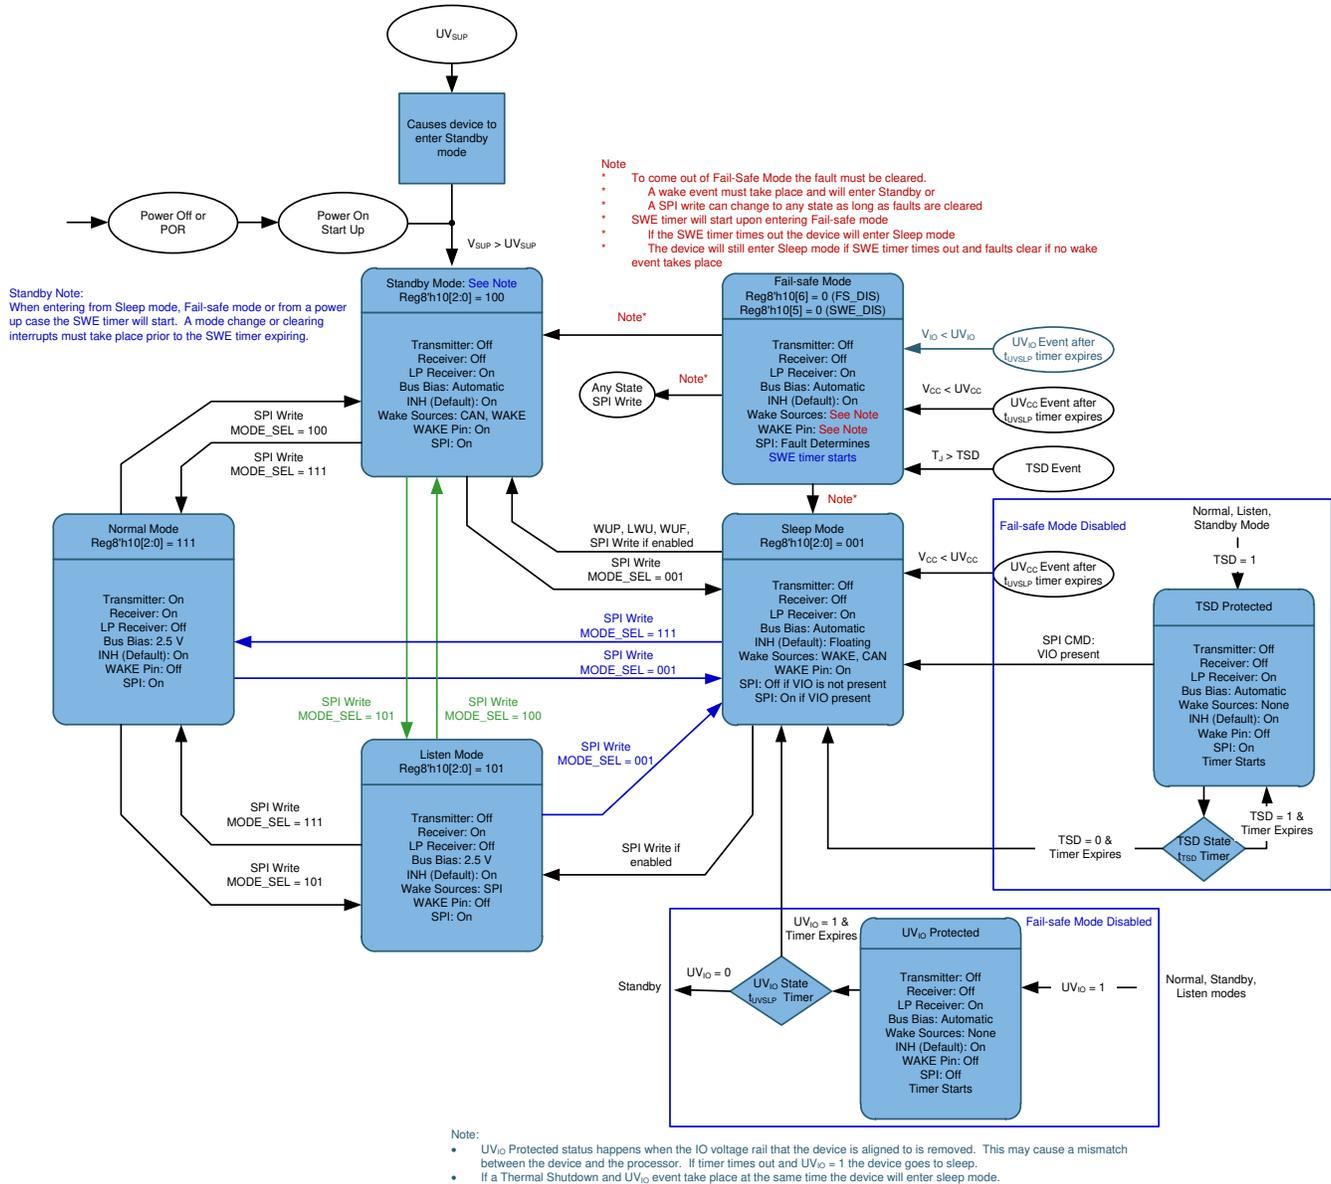 UVSUP
Causes device to
enter Standby
mode
Power Off or
POR
Power On
Start Up
VSUP > UVSUP
Note
* To come out of Fail-Safe Mode the fault must be cleared.
* A wake event must take place and will enter Standby or
* A SPI write can change to any state as long as faults are cleared
* SWE timer will start upon entering Fail-safe mode
* If the SWE timer times out the device will enter Sleep mode
* The device will still enter Sleep mode if SWE timer times out and faults clear if no wake
event takes place
Standby Note:
When entering from Sleep mode, Fail-safe mode or from a power
up case the SWE timer will start. A mode change or clearing
interrupts must take place prior to the SWE timer expiring.
Standby Mode: See Note
Reg8'h10[2:0] = 100
Transmitter: Off
Receiver: Off
LP Receiver: On
Bus Bias: Automatic
INH (Default): On
Wake Sources: CAN, WAKE
WAKE Pin: On
SPI: On
Note*
Any State
SPI Write
Note*
Fail-safe Mode
Reg8'h10[6] = 0 (FS_DIS)
Reg8'h10[5] = 0 (SWE_DIS)
Transmitter: Off
Receiver: Off
LP Receiver: On
Bus Bias: Automatic
INH (Default): On
Wake Sources: See Note
WAKE Pin: See Note
SPI: Fault Determines
SWE timer starts
VIO < UVIO
UVIO Event after
tUVSLP timer expires
VCC < UVCC
UVCC Event after
tUVSLP timer expires
TJ > TSD
TSD Event
Note*
SPI Write
MODE_SEL = 100
SPI Write
MODE_SEL = 111
Normal Mode
Reg8'h10[2:0] = 111
Transmitter: On
Receiver: On
LP Receiver: Off
Bus Bias: 2.5 V
INH (Default): On
WAKE Pin: Off
SPI: On
WUP, LWU, WUF,
SPI Write if enabled
SPI Write
MODE_SEL = 001
SPI Write
MODE_SEL = 111
SPI Write
MODE_SEL = 001
Sleep Mode
Reg8'h10[2:0] = 001
Transmitter: Off
Receiver: Off
LP Receiver: On
Bus Bias: Automatic
INH (Default): Floating
Wake Sources: WAKE, CAN
WAKE Pin: On
SPI: Off if VIO is not present
SPI: On if VIO present
Fail-safe Mode Disabled
Normal, Listen,
Standby Mode
TSD = 1
VCC < UVCC
UVCC Event after
tUVSLP timer expires
TSD Protected
Transmitter: Off
Receiver: Off
LP Receiver: On
Bus Bias: Automatic
Wake Sources: None
INH (Default): On
Wake Pin: Off
SPI: On
Timer Starts
SPI CMD:
VIO present
TSD = 1 &
Timer Expires
TSD State
tTSD Timer
TSD = 0 &
Timer Expires
SPI Write
MODE_SEL = 101
SPI Write
MODE_SEL = 100
SPI Write
MODE_SEL = 001
Listen Mode
Reg8'h10[2:0] = 101
Transmitter: Off
Receiver: On
LP Receiver: Off
Bus Bias: 2.5 V
INH (Default): On
Wake Sources: SPI
WAKE Pin: Off
SPI: On
SPI Write
MODE_SEL = 111
SPI Write
MODE_SEL = 101
SPI Write if
enabled
UVIO = 1 &
Timer Expires
UVIO Protected
Fail-safe Mode Disabled
Transmitter: Off
Receiver: Off
LP Receiver: On
Bus Bias: Automatic
Wake Sources: None
INH (Default): On
WAKE Pin: Off
SPI: Off
Timer Starts
Standby
UVIO = 0
UVIO State
tUVSLP Timer
UVIO = 1
Normal, Standby,
Listen modes
Note:
• UVIO Protected status happens when the IO voltage rail that the device is aligned to is removed. This may cause a mismatch
between the device and the processor. If timer times out and UVIO = 1 the device goes to sleep.
• If a Thermal Shutdown and UVIO event take place at the same time the device will enter sleep mode.